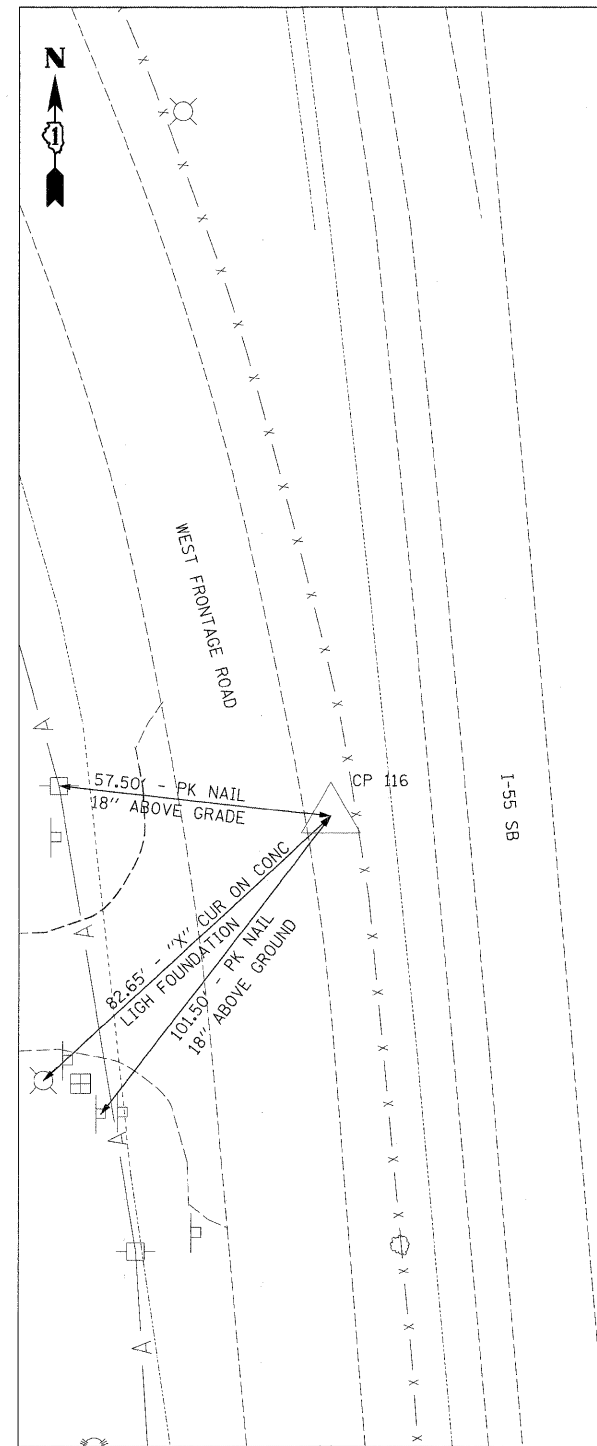 N
1
WEST FRONTAGE ROAD
A
57.50' - PK NAIL
18" ABOVE GRADE
CP 116
I-55 SB
A
82.65' - "X" CUR ON CONC
LIGH FOUNDATION
101.50' - PK NAIL
18" ABOVE GROUND
A
A